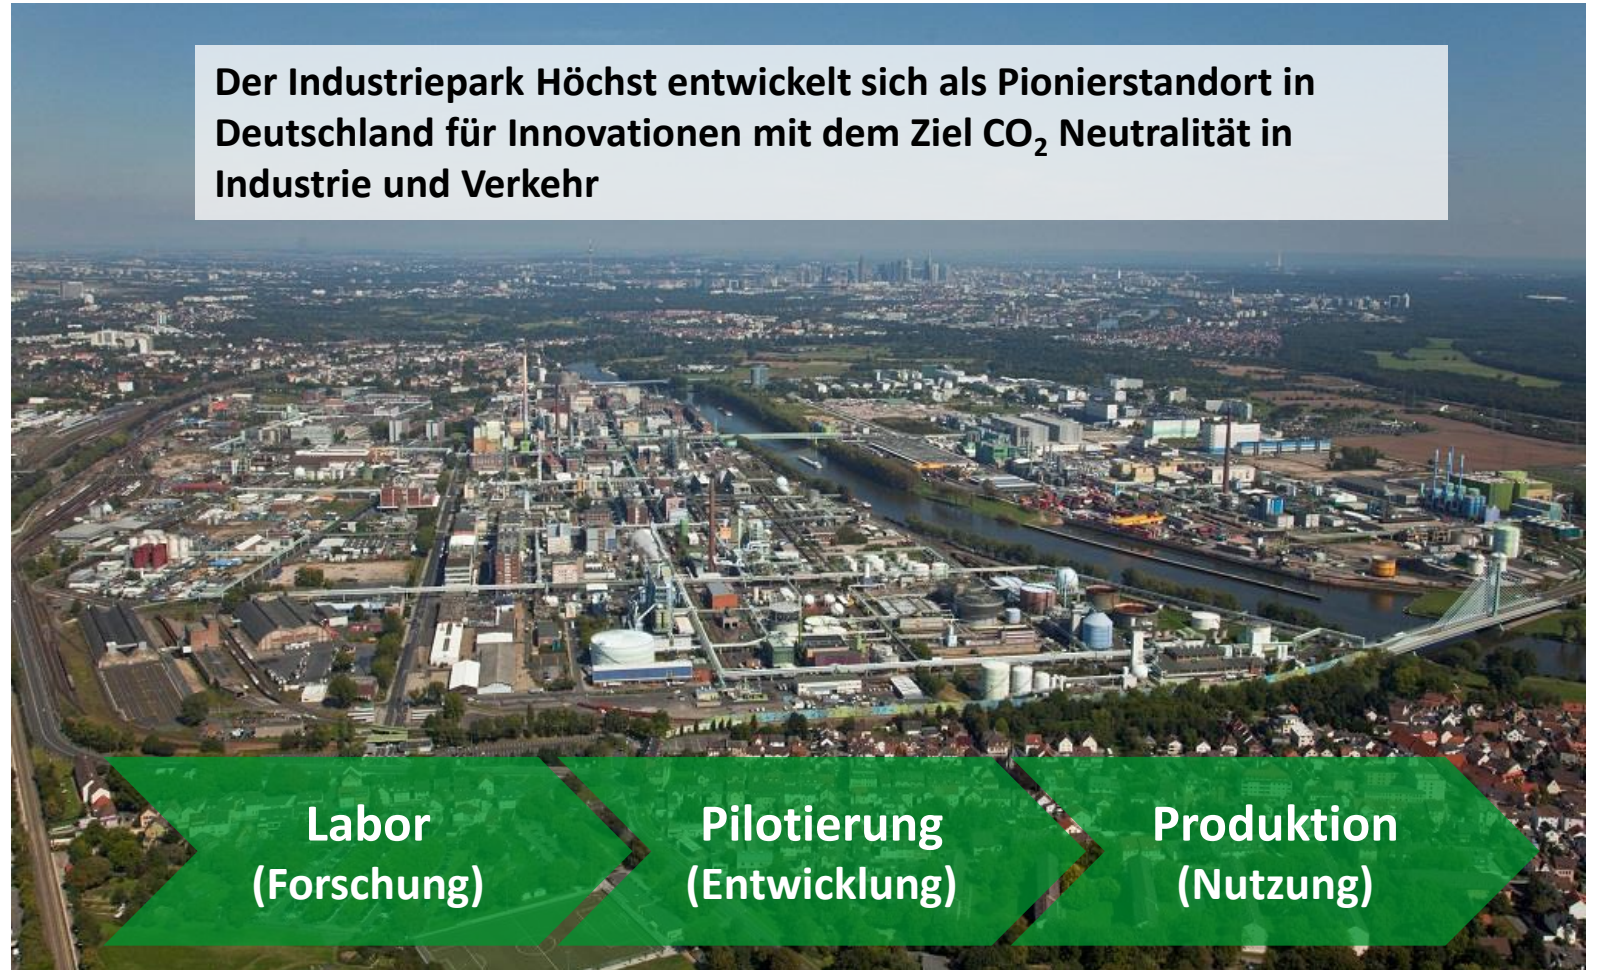 Der Industriepark Höchst entwickelt sich als Pionierstandort in
Deutschland für Innovationen mit dem Ziel CO₂ Neutralität in
Industrie und Verkehr
Labor
(Forschung)
Pilotierung
(Entwicklung)
Produktion
(Nutzung)